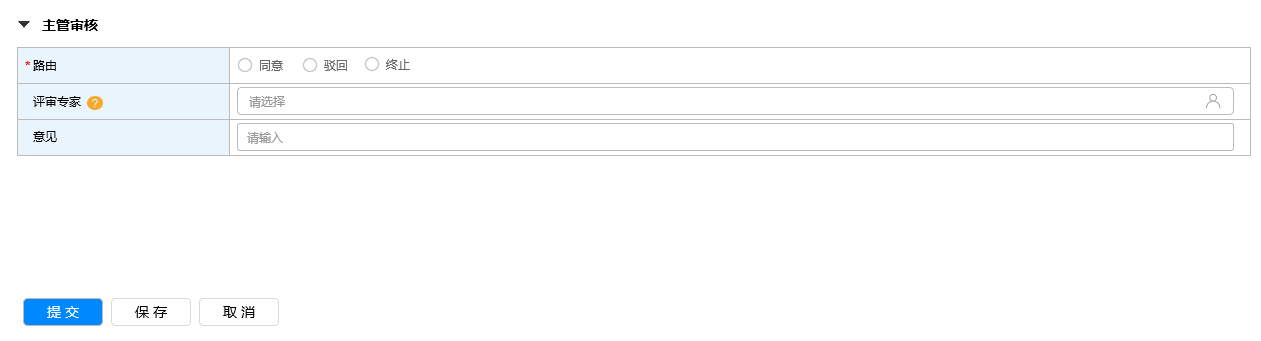 主管审核
*路由 同意 驳回 终止
评审专家 ? 请选择
意见 请输入
提交 保存 取消